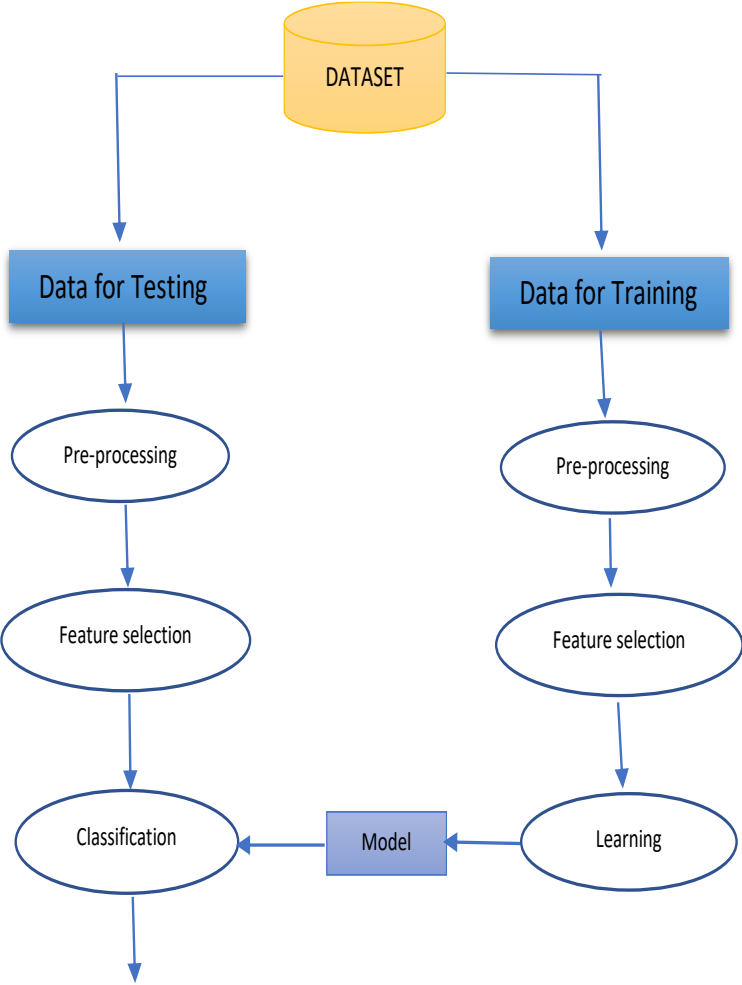 DATASET
Data for Testing
Data for Training
Pre-processing
Pre-processing
Feature selection
Feature selection
Classification
Model
Learning